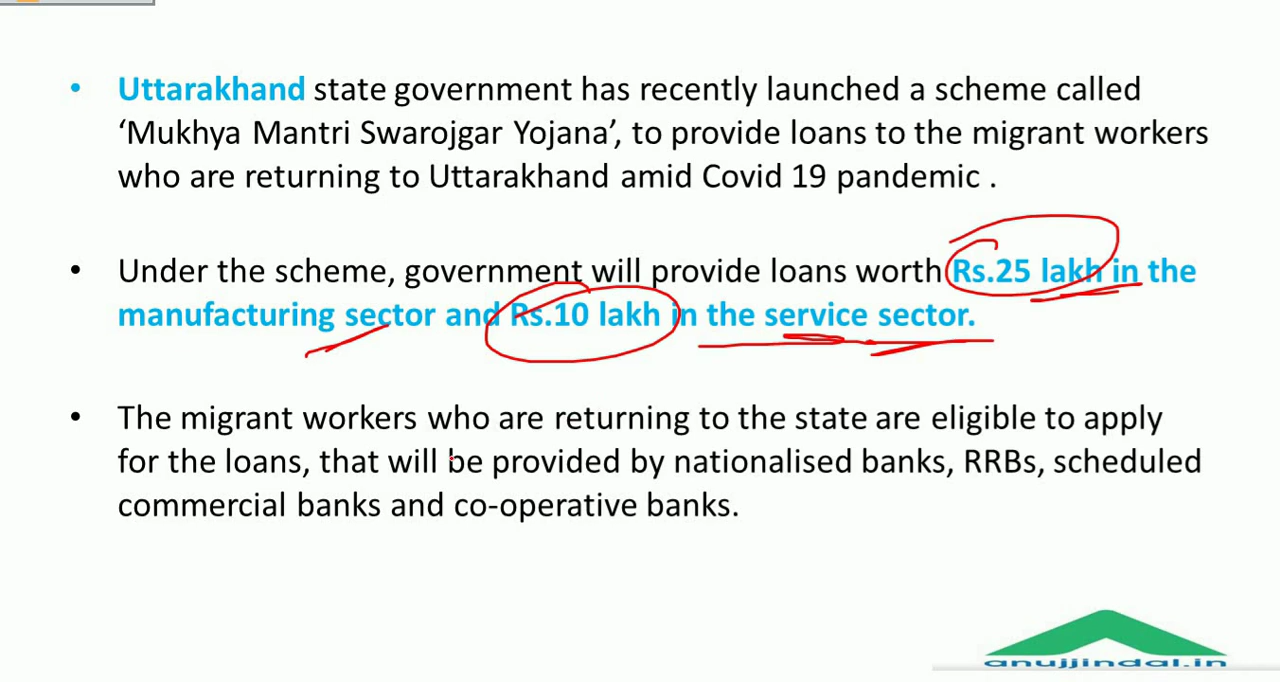 • Uttarakhand state government has recently launched a scheme called
‘Mukhya Mantri Swarojgar Yojana’, to provide loans to the migrant workers
who are returning to Uttarakhand amid Covid 19 pandemic .
• Under the scheme, government will provide loans worth Rs.25 lakh in the
manufacturing sector and Rs.10 lakh in the service sector.
• The migrant workers who are returning to the state are eligible to apply
for the loans, that will be provided by nationalised banks, RRBs, scheduled
commercial banks and co-operative banks.
anujjindal.in